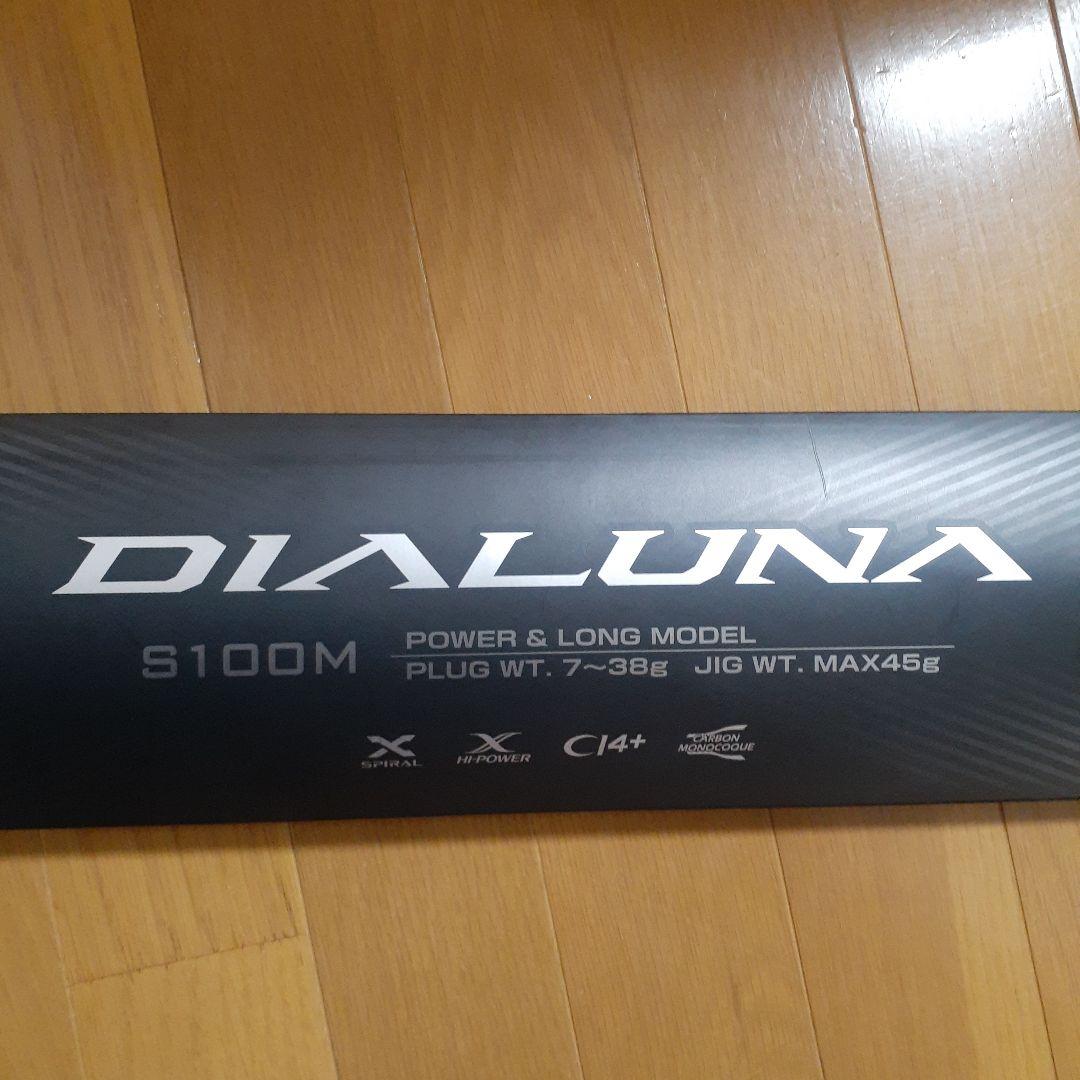 DIALUNA
S100M
POWER & LONG MODEL
PLUG WT. 7～38g JIG WT. MAX45g
X SPIRAL
X HI-POWER
CI4+
CARBON MONOCOQUE